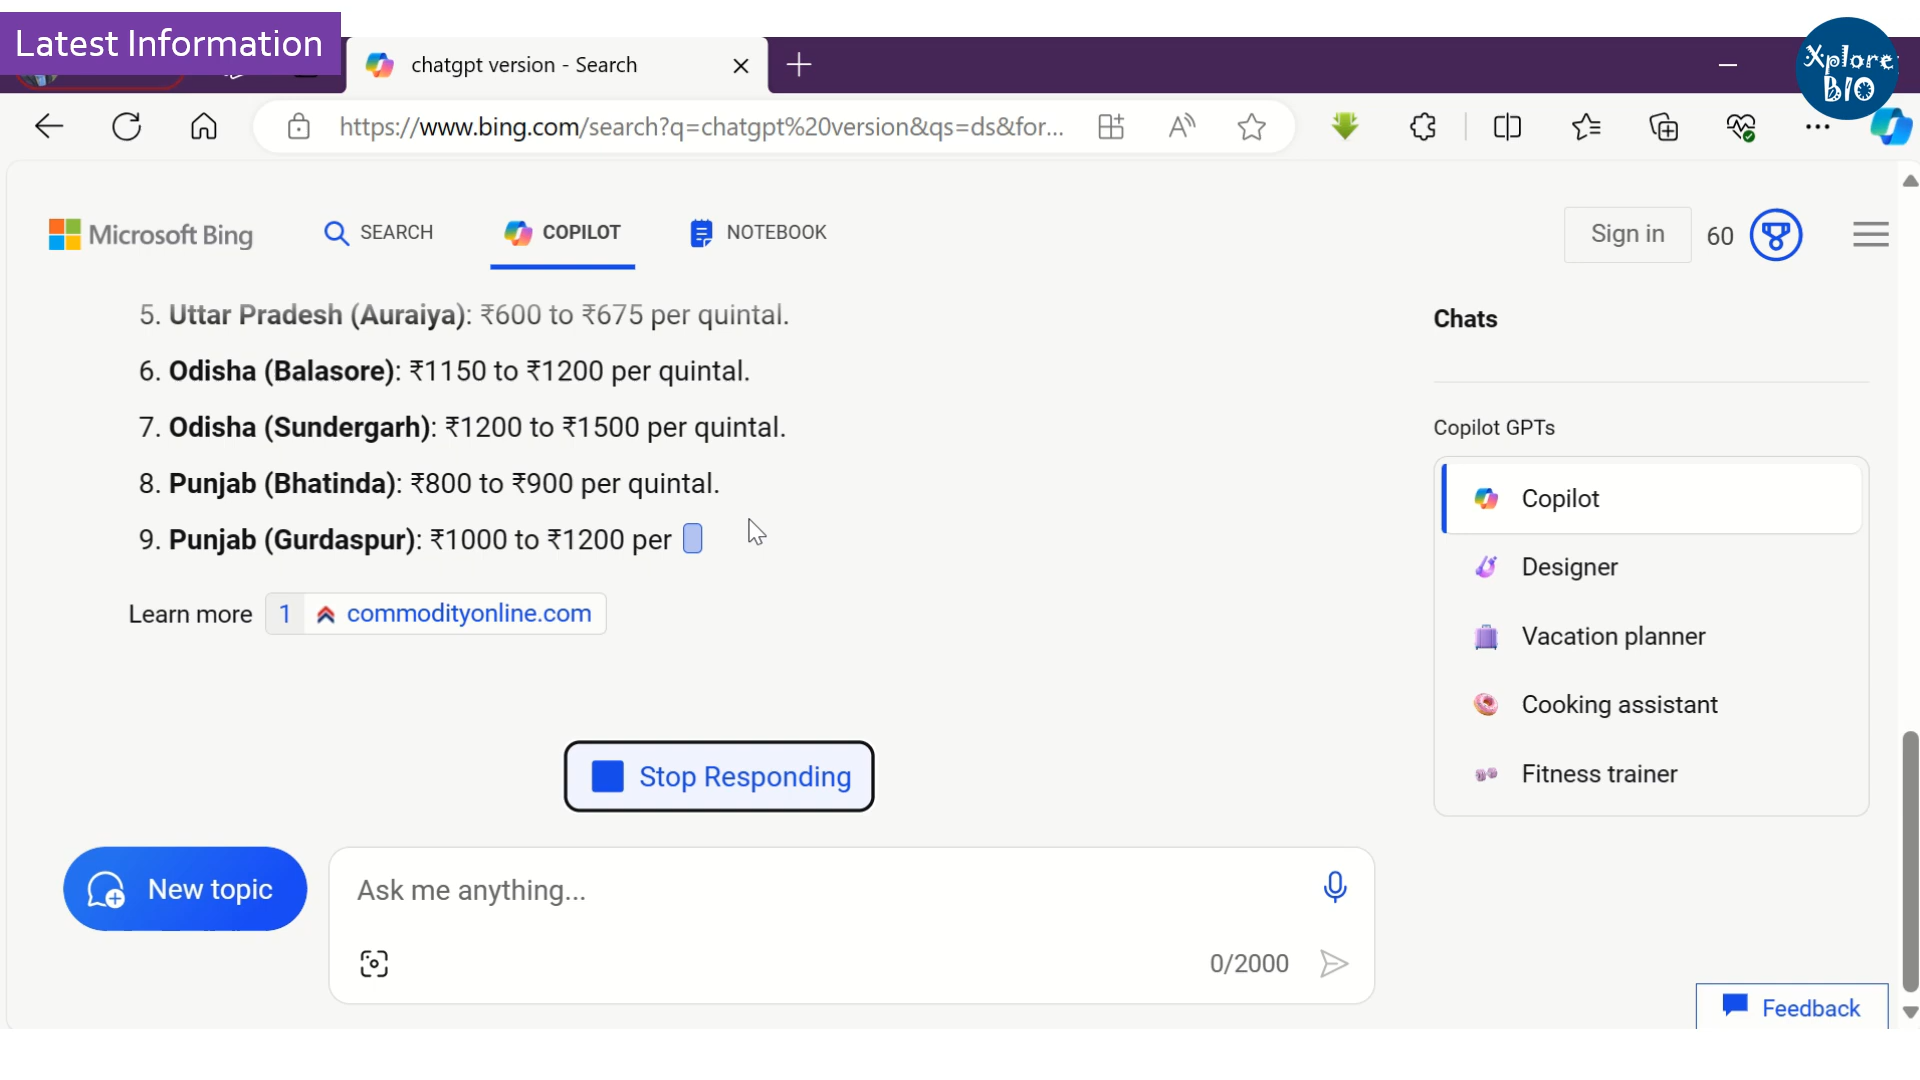 Latest Information
chatgpt version - Search
Xplore
BIO
https://www.bing.com/search?q=chatgpt%20version&qs=ds&for...
Microsoft Bing
SEARCH
COPILOT
NOTEBOOK
Sign in
60
5. Uttar Pradesh (Auraiya): ₹600 to ₹675 per quintal.
6. Odisha (Balasore): ₹1150 to ₹1200 per quintal.
7. Odisha (Sundergarh): ₹1200 to ₹1500 per quintal.
8. Punjab (Bhatinda): ₹800 to ₹900 per quintal.
9. Punjab (Gurdaspur): ₹1000 to ₹1200 per
Learn more 1 commodityonline.com
Stop Responding
New topic
Ask me anything...
0/2000
Chats
Copilot GPTs
Copilot
Designer
Vacation planner
Cooking assistant
Fitness trainer
Feedback